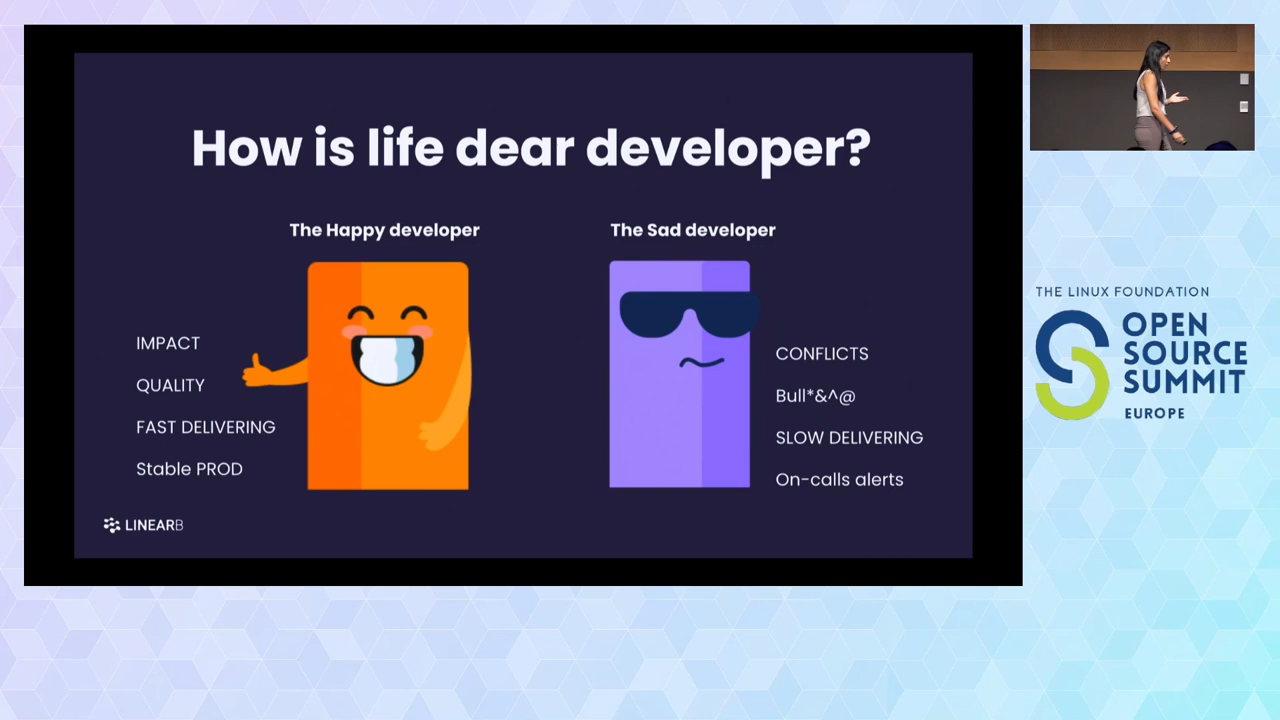 How is life dear developer?
The Happy developer
IMPACT
QUALITY
FAST DELIVERING
Stable PROD
The Sad developer
CONFLICTS
Bull*&^@
SLOW DELIVERING
On-calls alerts
LINEARB
THE LINUX FOUNDATION
OPEN
SOURCE
SUMMIT
EUROPE